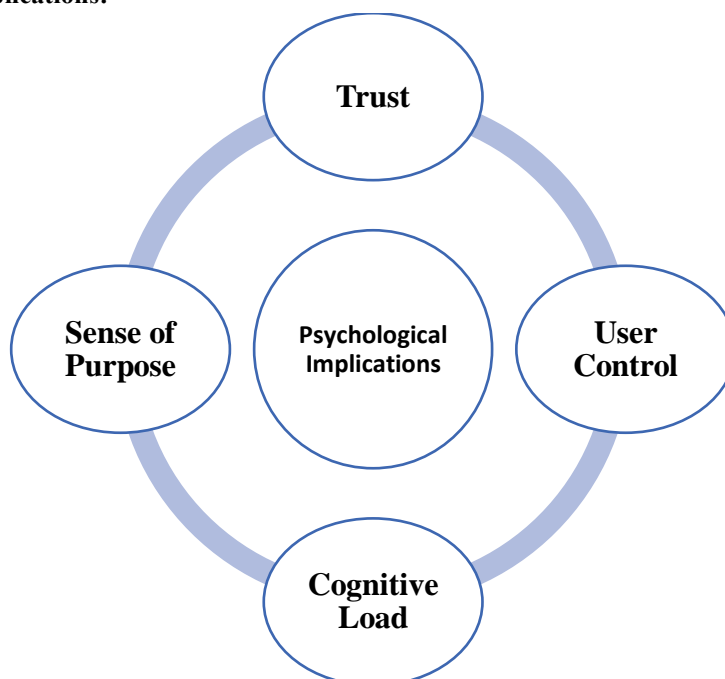 Trust
Sense of
Purpose
Psychological
Implications
User
Control
Cognitive
Load